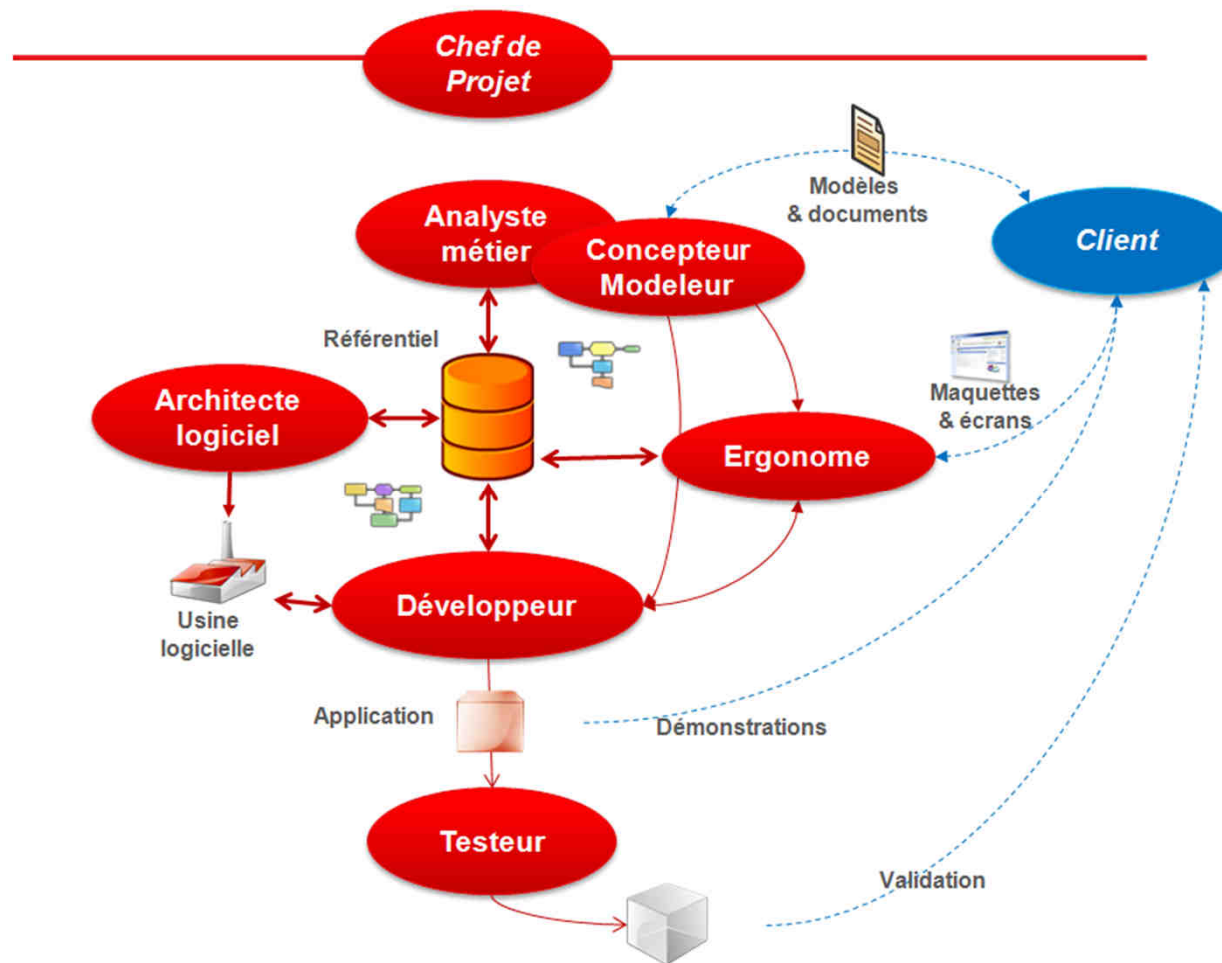 Chef de
Projet
Modèles
& documents
Analyste
métier
Concepteur
Modeleur
Client
Référentiel
Architecte
logiciel
Maquettes
& écrans
Ergonome
Développeur
Usine
logicielle
Application
Démonstrations
Testeur
Validation